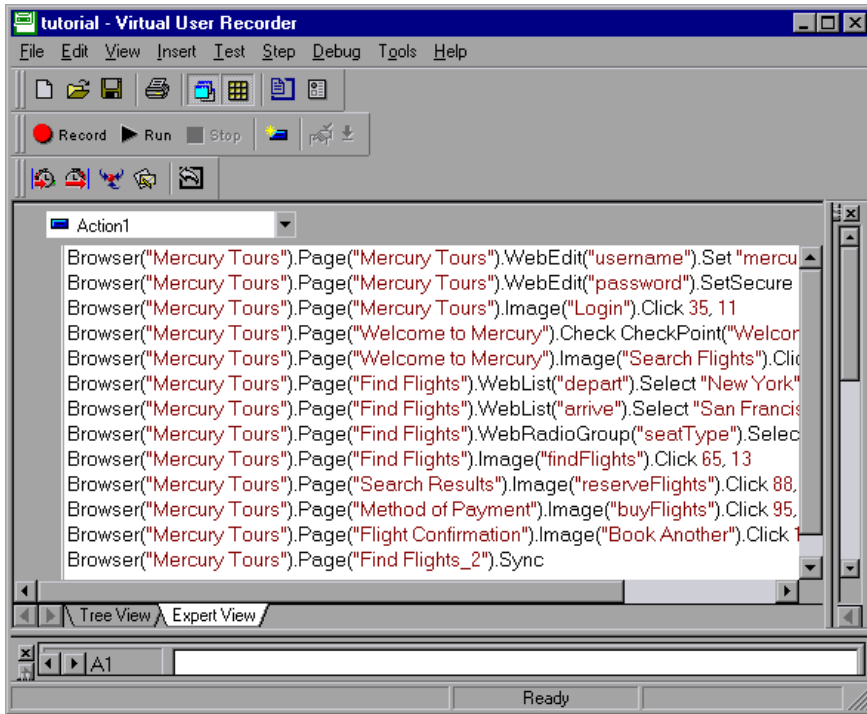 tutorial - Virtual User Recorder
File Edit View Insert Test Step Debug Tools Help
Record Run Stop
Action1
Browser("Mercury Tours").Page("Mercury Tours").WebEdit("username").Set "mercu
Browser("Mercury Tours").Page("Mercury Tours").WebEdit("password").SetSecure
Browser("Mercury Tours").Page("Mercury Tours").Image("Login").Click 35, 11
Browser("Mercury Tours").Page("Welcome to Mercury").Check CheckPoint("Welcor
Browser("Mercury Tours").Page("Welcome to Mercury").Image("Search Flights").Clic
Browser("Mercury Tours").Page("Find Flights").WebList("depart").Select "New York"
Browser("Mercury Tours").Page("Find Flights").WebList("arrive").Select "San Francis
Browser("Mercury Tours").Page("Find Flights").WebRadioGroup("seatType").Selec
Browser("Mercury Tours").Page("Find Flights").Image("findFlights").Click 65, 13
Browser("Mercury Tours").Page("Search Results").Image("reserveFlights").Click 88,
Browser("Mercury Tours").Page("Method of Payment").Image("buyFlights").Click 95,
Browser("Mercury Tours").Page("Flight Confirmation").Image("Book Another").Click 1
Browser("Mercury Tours").Page("Find Flights_2").Sync
Tree View Expert View
A1
Ready